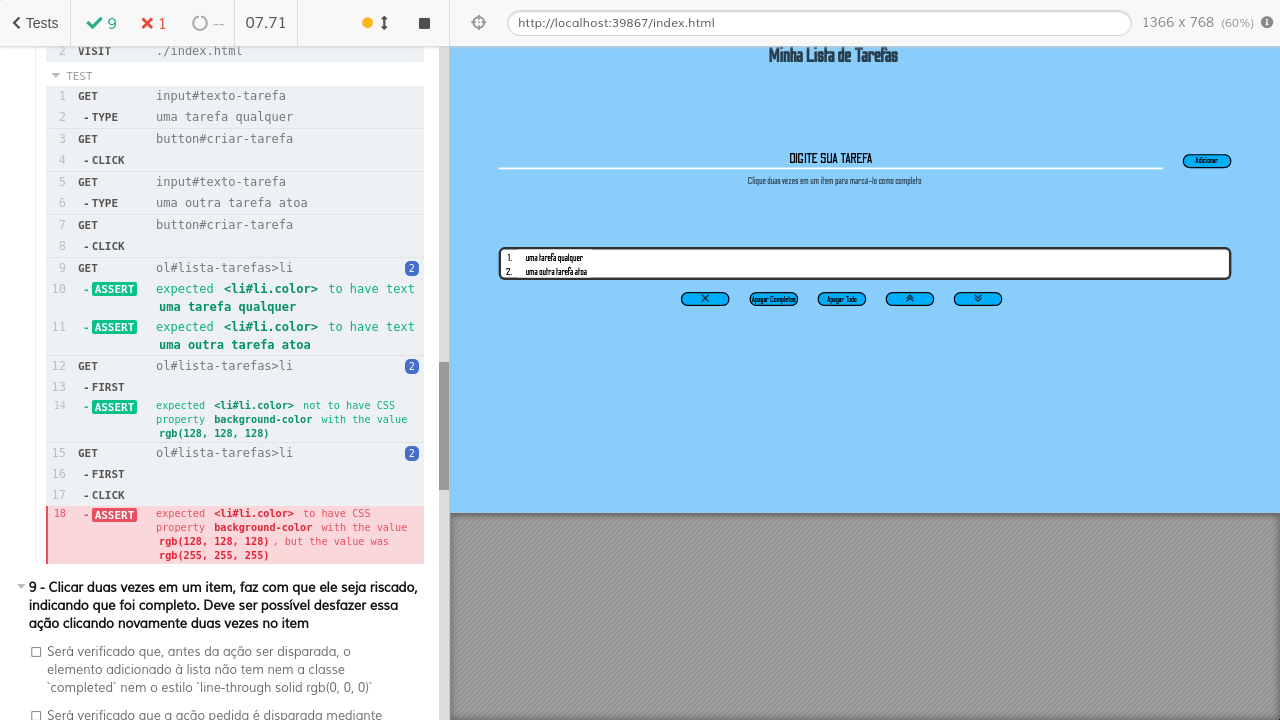 Tests
9
1
--
07.71
http://localhost:39867/index.html
1366 x 768 (60%)
2 VISIT ./index.html
TEST
1 GET input#texto-tarefa
2 -TYPE uma tarefa qualquer
3 GET button#criar-tarefa
4 -CLICK
5 GET input#texto-tarefa
6 -TYPE uma outra tarefa atoa
7 GET button#criar-tarefa
8 -CLICK
9 GET ol#lista-tarefas>li 2
10 -ASSERT expected <li#li.color> to have text
uma tarefa qualquer
11 -ASSERT expected <li#li.color> to have text
uma outra tarefa atoa
12 GET ol#lista-tarefas>li 2
13 -FIRST
14 -ASSERT expected <li#li.color> not to have CSS
property background-color with the value
rgb(128, 128, 128)
15 GET ol#lista-tarefas>li 2
16 -FIRST
17 -CLICK
18 -ASSERT expected <li#li.color> to have CSS
property background-color with the value
rgb(128, 128, 128), but the value was
rgb(255, 255, 255)
9 - Clicar duas vezes em um item, faz com que ele seja riscado,
indicando que foi completo. Deve ser possível desfazer essa
ação clicando novamente duas vezes no item
Será verificado que, antes da ação ser disparada, o
elemento adicionado à lista não tem nem a classe
`completed` nem o estilo `line-through solid rgb(0, 0, 0)`
Será verificado que a ação pedida é disparada mediante
Minha Lista de Tarefas
DIGITE SUA TAREFA
Adicionar
Clique duas vezes em um item para marcá-lo como completo
1. uma tarefa qualquer
2. uma outra tarefa atoa
Apagar Completos
Apagar Tudo